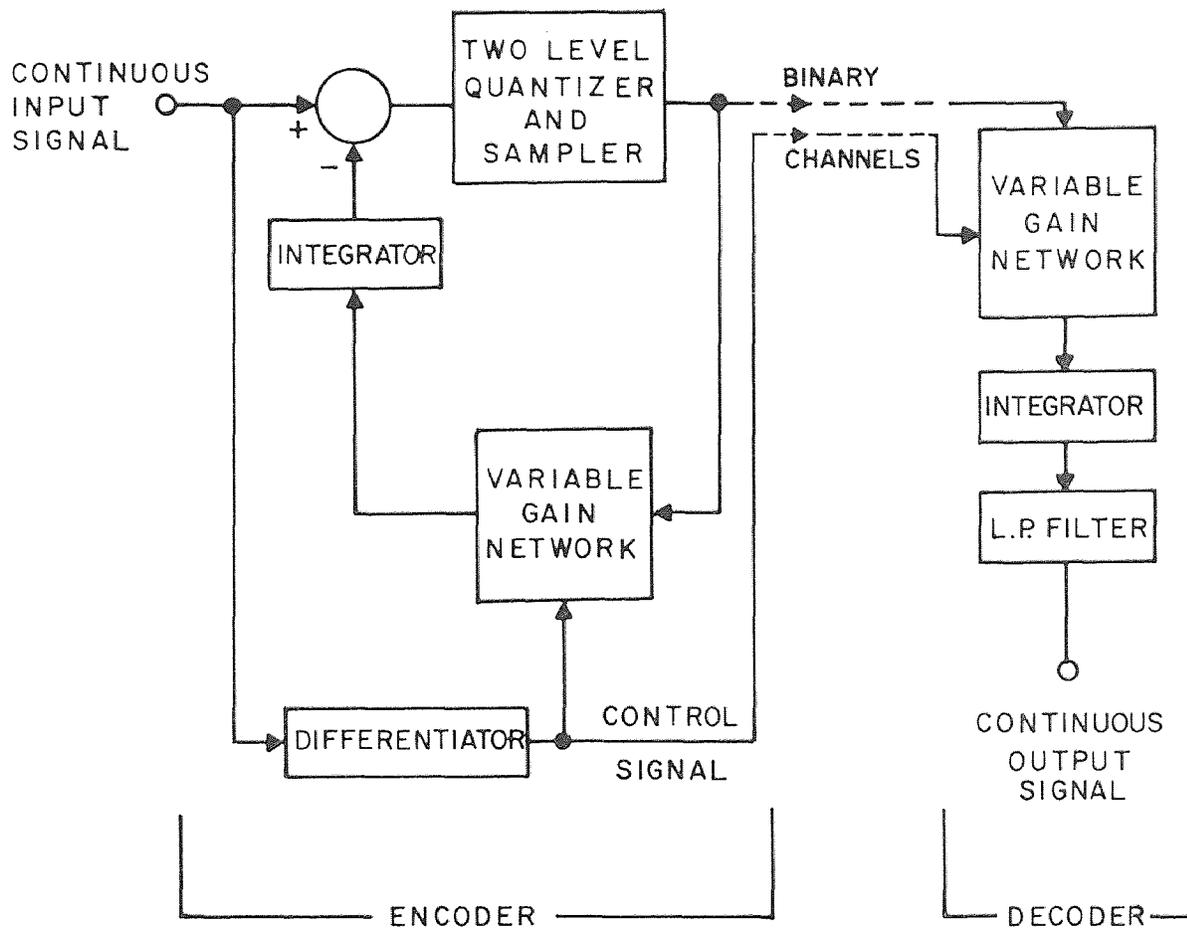 CONTINUOUS
INPUT
SIGNAL
+
−
TWO LEVEL
QUANTIZER
AND
SAMPLER
BINARY
CHANNELS
VARIABLE
GAIN
NETWORK
INTEGRATOR
INTEGRATOR
L.P. FILTER
VARIABLE
GAIN
NETWORK
DIFFERENTIATOR
CONTROL
SIGNAL
CONTINUOUS
OUTPUT
SIGNAL
ENCODER
DECODER